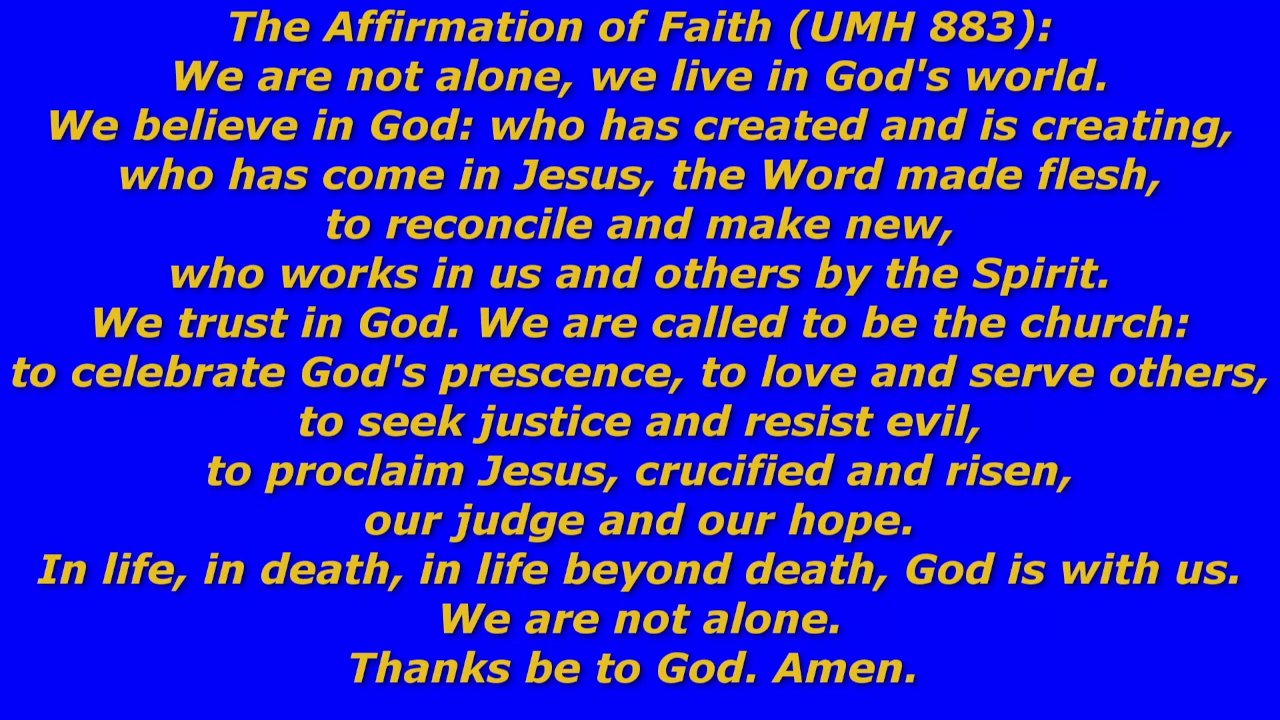 The Affirmation of Faith (UMH 883):
We are not alone, we live in God's world.
We believe in God: who has created and is creating,
who has come in Jesus, the Word made flesh,
to reconcile and make new,
who works in us and others by the Spirit.
We trust in God. We are called to be the church:
to celebrate God's prescence, to love and serve others,
to seek justice and resist evil,
to proclaim Jesus, crucified and risen,
our judge and our hope.
In life, in death, in life beyond death, God is with us.
We are not alone.
Thanks be to God. Amen.